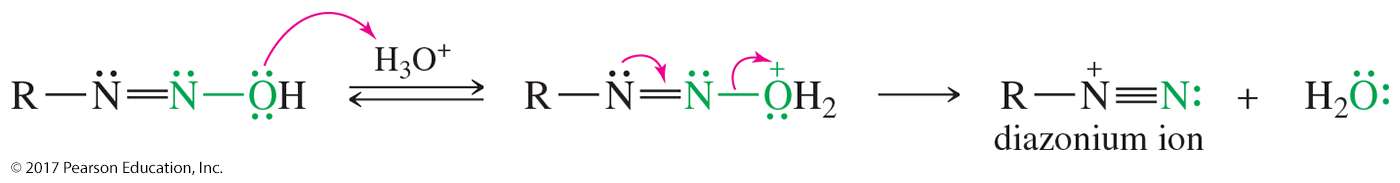 R—N̈=N̈—ÖH H₃O⁺ R—N̈=N̈—O⁺H₂ R—N⁺≡N: + H₂Ö:
diazonium ion
© 2017 Pearson Education, Inc.